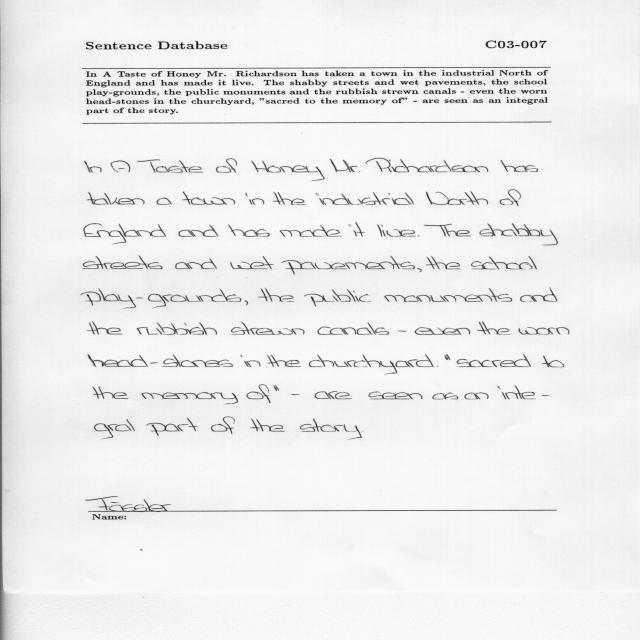 Sentence Database C03-007
In A Taste of Honey Mr. Richardson has taken a town in the industrial North of
England and has made it live. The shabby streets and wet pavements, the school
play-grounds, the public monuments and the rubbish strewn canals - even the worn
head-stones in the churchyard, "sacred to the memory of" - are seen as an integral
part of the story.
In A Taste of Honey Mr. Richardson has
taken a town in the industrial North of
England and has made it live. The shabby
streets and wet pavements, the school
play-grounds, the public monuments and
the rubbish strewn canals - even the worn
head-stones in the churchyard. "sacred to
the memory of" - are seen as an inte-
gral part of the story.
Fässler
Name: